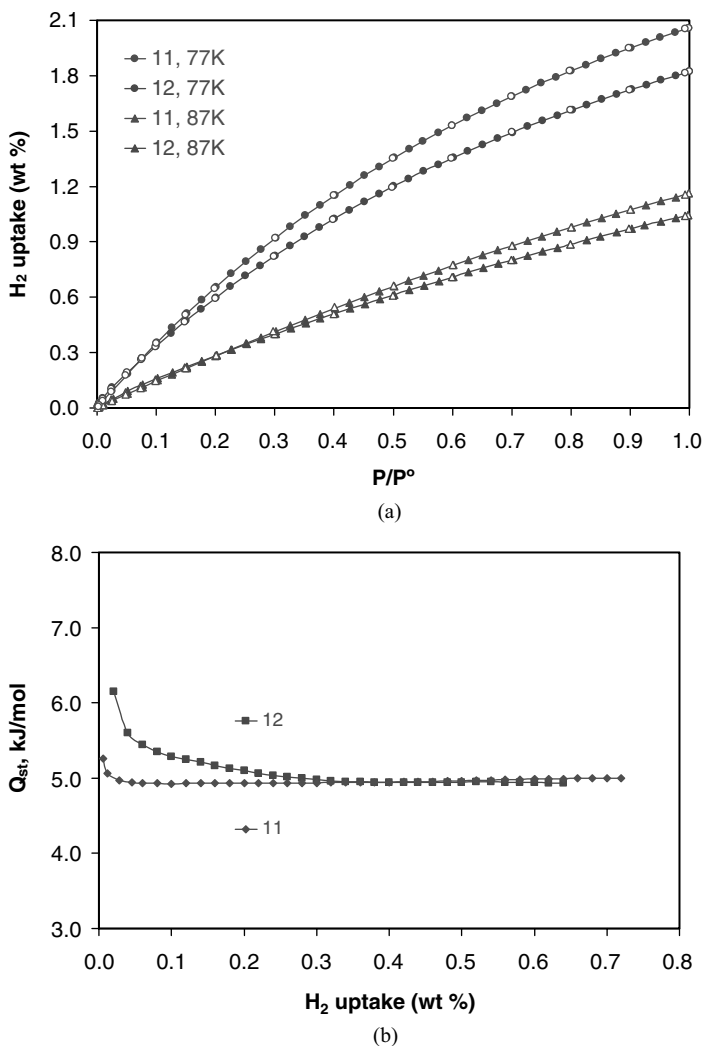 2.1
1.8
1.5
1.2
0.9
0.6
0.3
0.0
H₂ uptake (wt %)
11, 77K
12, 77K
11, 87K
12, 87K
0.0 0.1 0.2 0.3 0.4 0.5 0.6 0.7 0.8 0.9 1.0
P/Pº
(a)
8.0
7.0
6.0
5.0
4.0
3.0
Qst, kJ/mol
12
11
0.0 0.1 0.2 0.3 0.4 0.5 0.6 0.7 0.8
H₂ uptake (wt %)
(b)